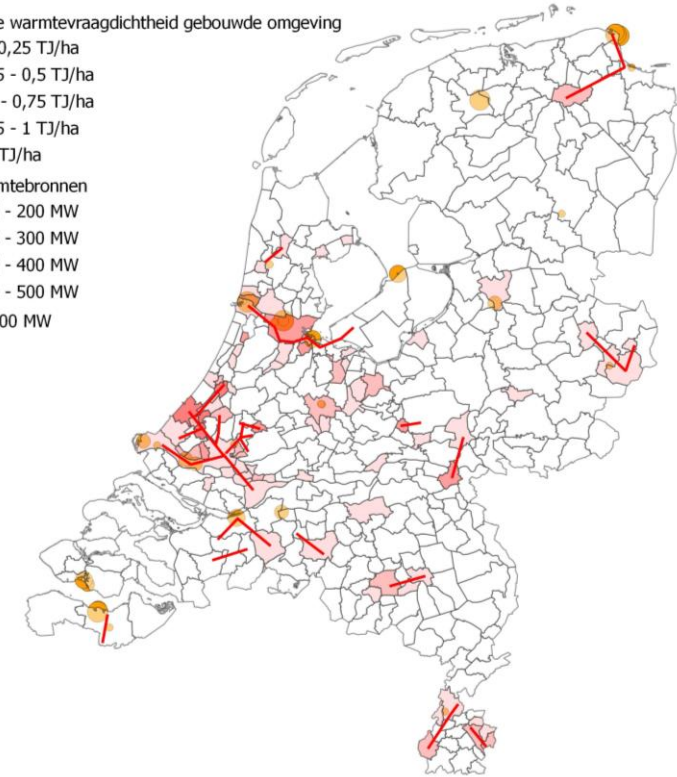 e warmtevraagdichtheid gebouwde omgeving
0,25 TJ/ha
5 - 0,5 TJ/ha
- 0,75 TJ/ha
5 - 1 TJ/ha
TJ/ha
mtebronnen
- 200 MW
- 300 MW
- 400 MW
- 500 MW
00 MW